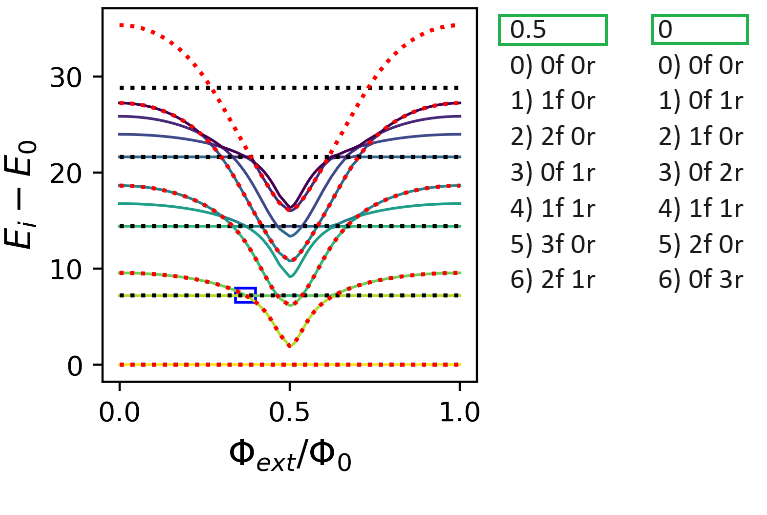 30
20
10
0
E_i − E_0
0.0 0.5 1.0
Φ_ext/Φ_0
0.5
0) 0f 0r
1) 1f 0r
2) 2f 0r
3) 0f 1r
4) 1f 1r
5) 3f 0r
6) 2f 1r
0
0) 0f 0r
1) 0f 1r
2) 1f 0r
3) 0f 2r
4) 1f 1r
5) 2f 0r
6) 0f 3r